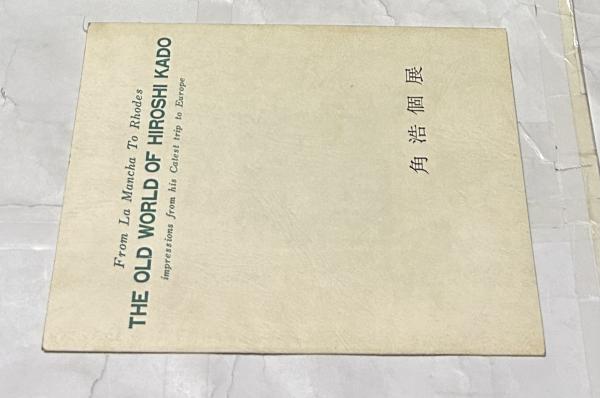 From La Mancha To Rhodes
THE OLD WORLD OF HIROSHI KADO
impressions from his Catest trip to Europe
角浩個展